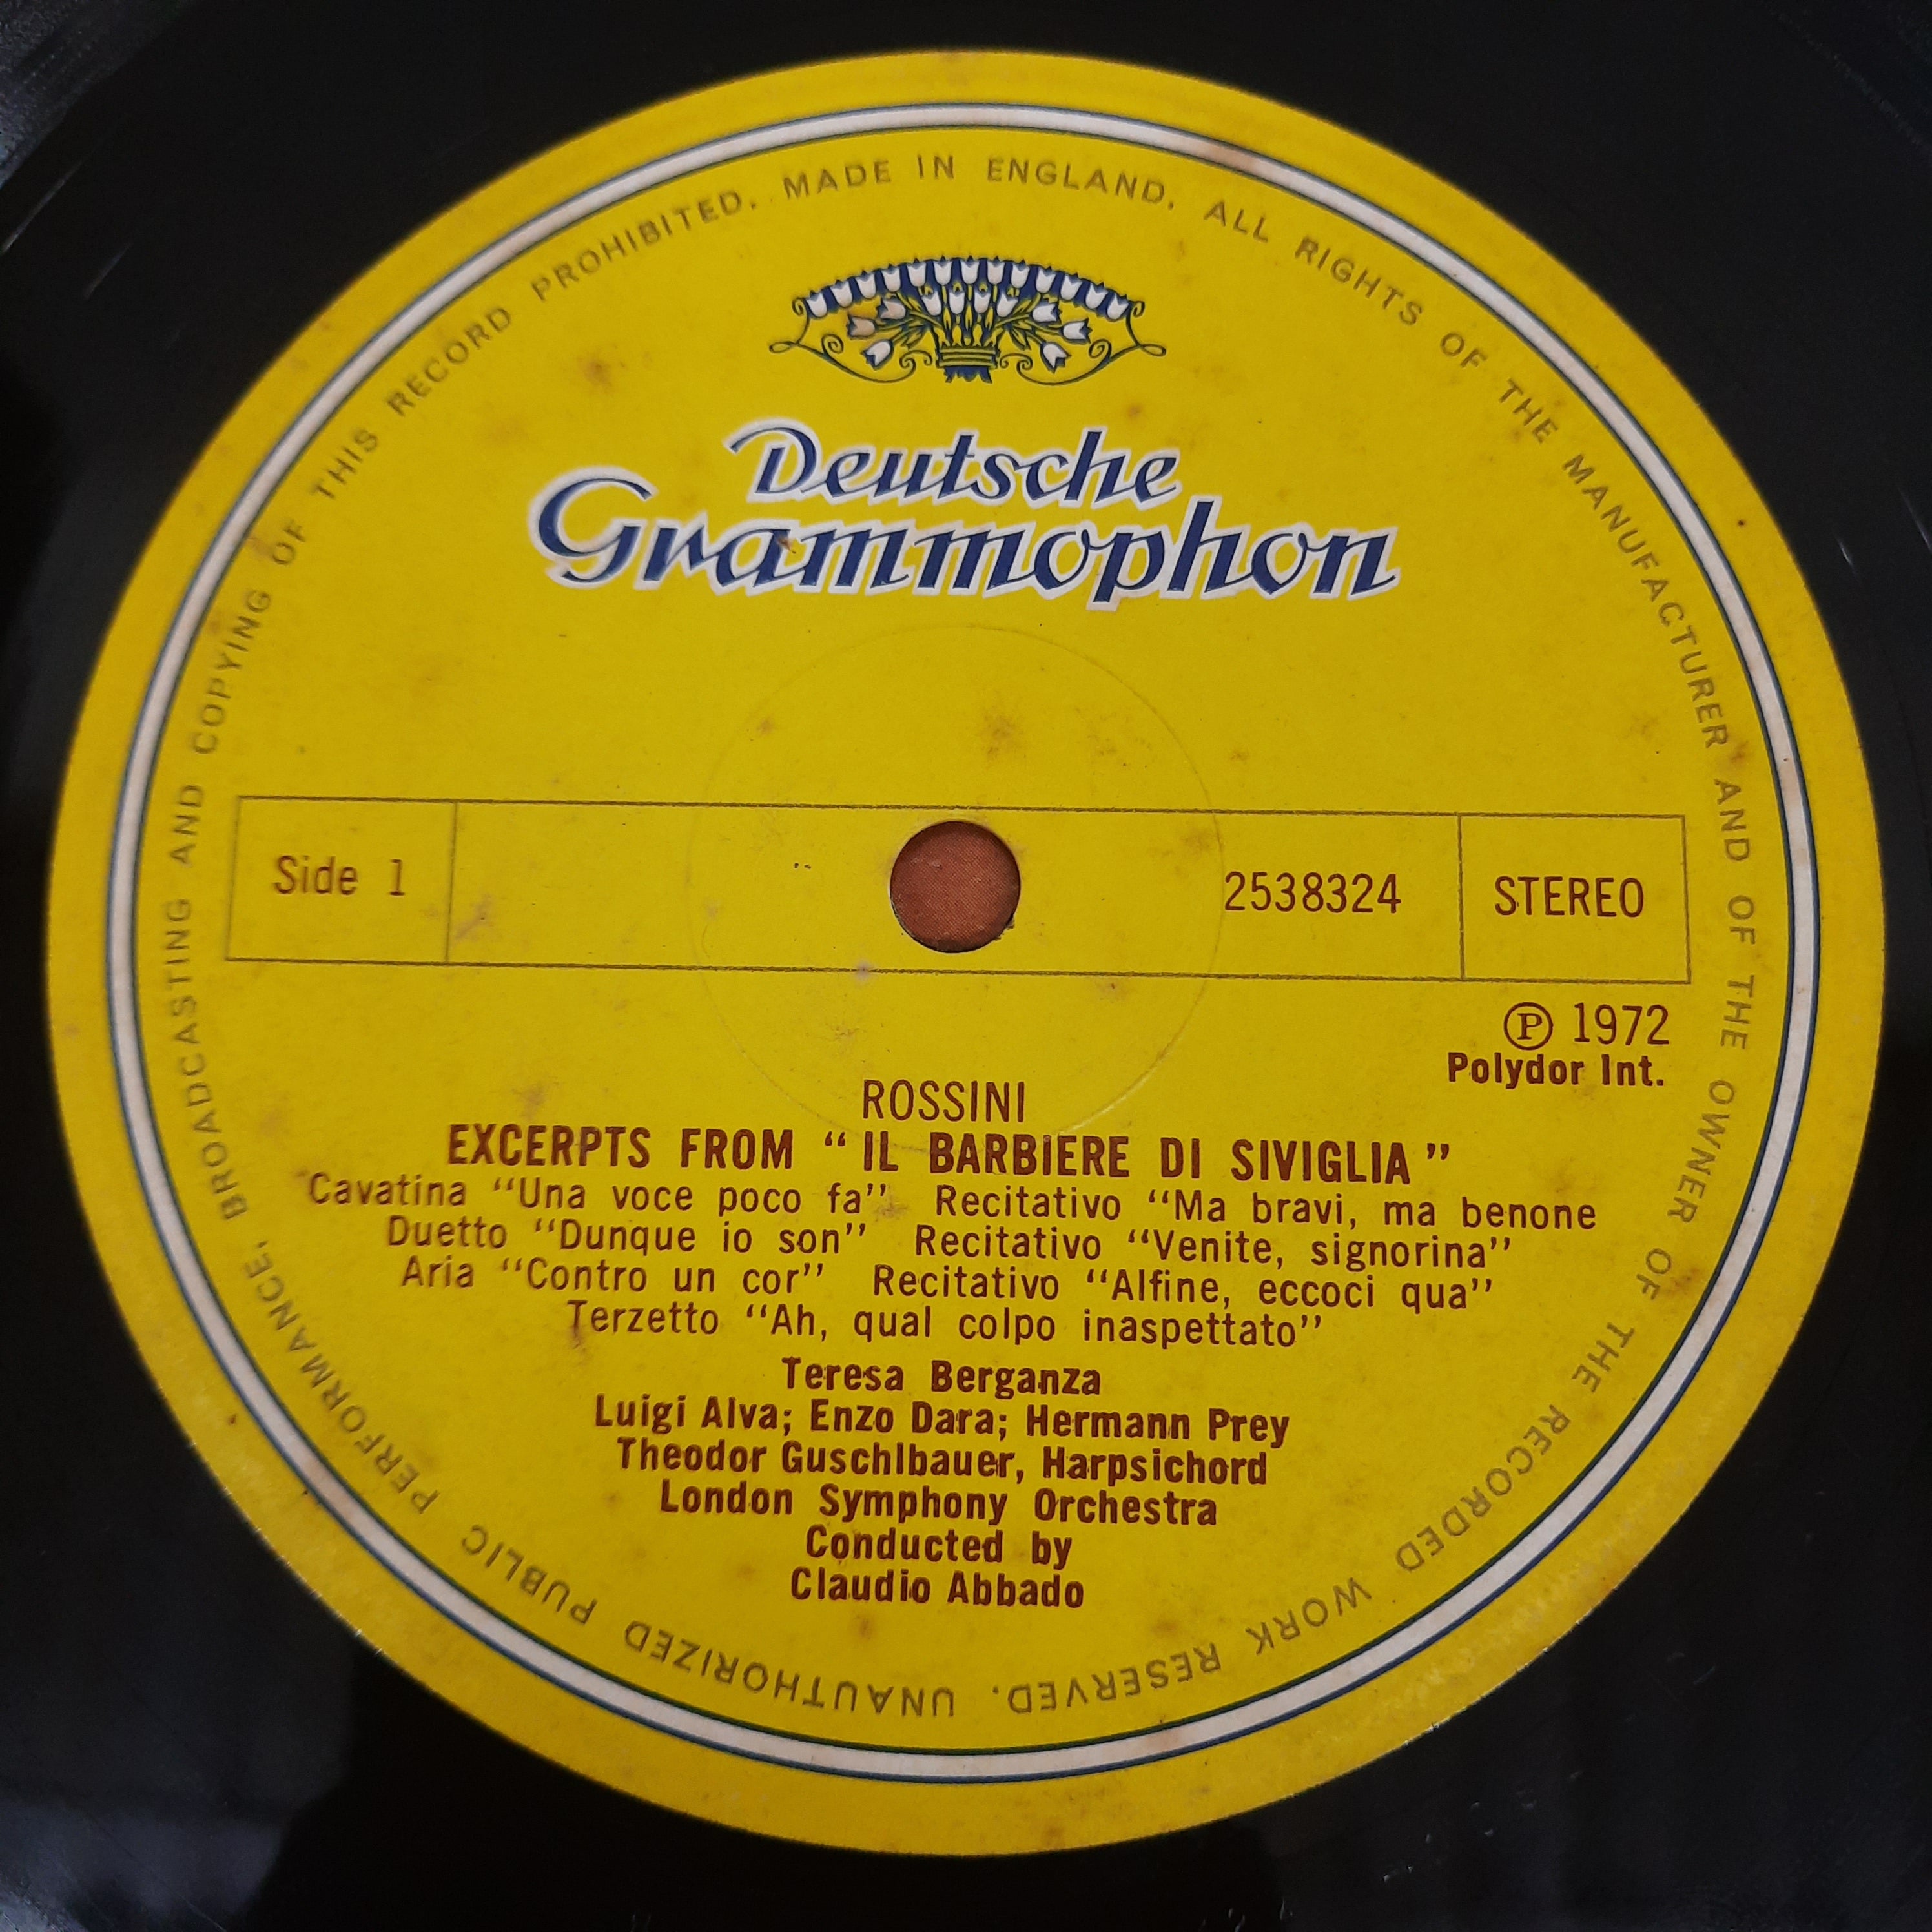 Deutsche
Grammophon
Side 1
2538324
STEREO
Ⓟ 1972
Polydor Int.
ROSSINI
EXCERPTS FROM “ IL BARBIERE DI SIVIGLIA ”
Cavatina “Una voce poco fa” Recitativo “Ma bravi, ma benone
Duetto “Dunque io son” Recitativo “Venite, signorina”
Aria “Contro un cor” Recitativo “Alfine, eccoci qua”
Terzetto “Ah, qual colpo inaspettato”
Teresa Berganza
Luigi Alva; Enzo Dara; Hermann Prey
Theodor Guschlbauer, Harpsichord
London Symphony Orchestra
Conducted by
Claudio Abbado
MADE IN ENGLAND. ALL RIGHTS OF THE MANUFACTURER AND OF THE OWNER OF THE RECORDED WORK RESERVED. UNAUTHORIZED PUBLIC PERFORMANCE, BROADCASTING AND COPYING OF THIS RECORD PROHIBITED.